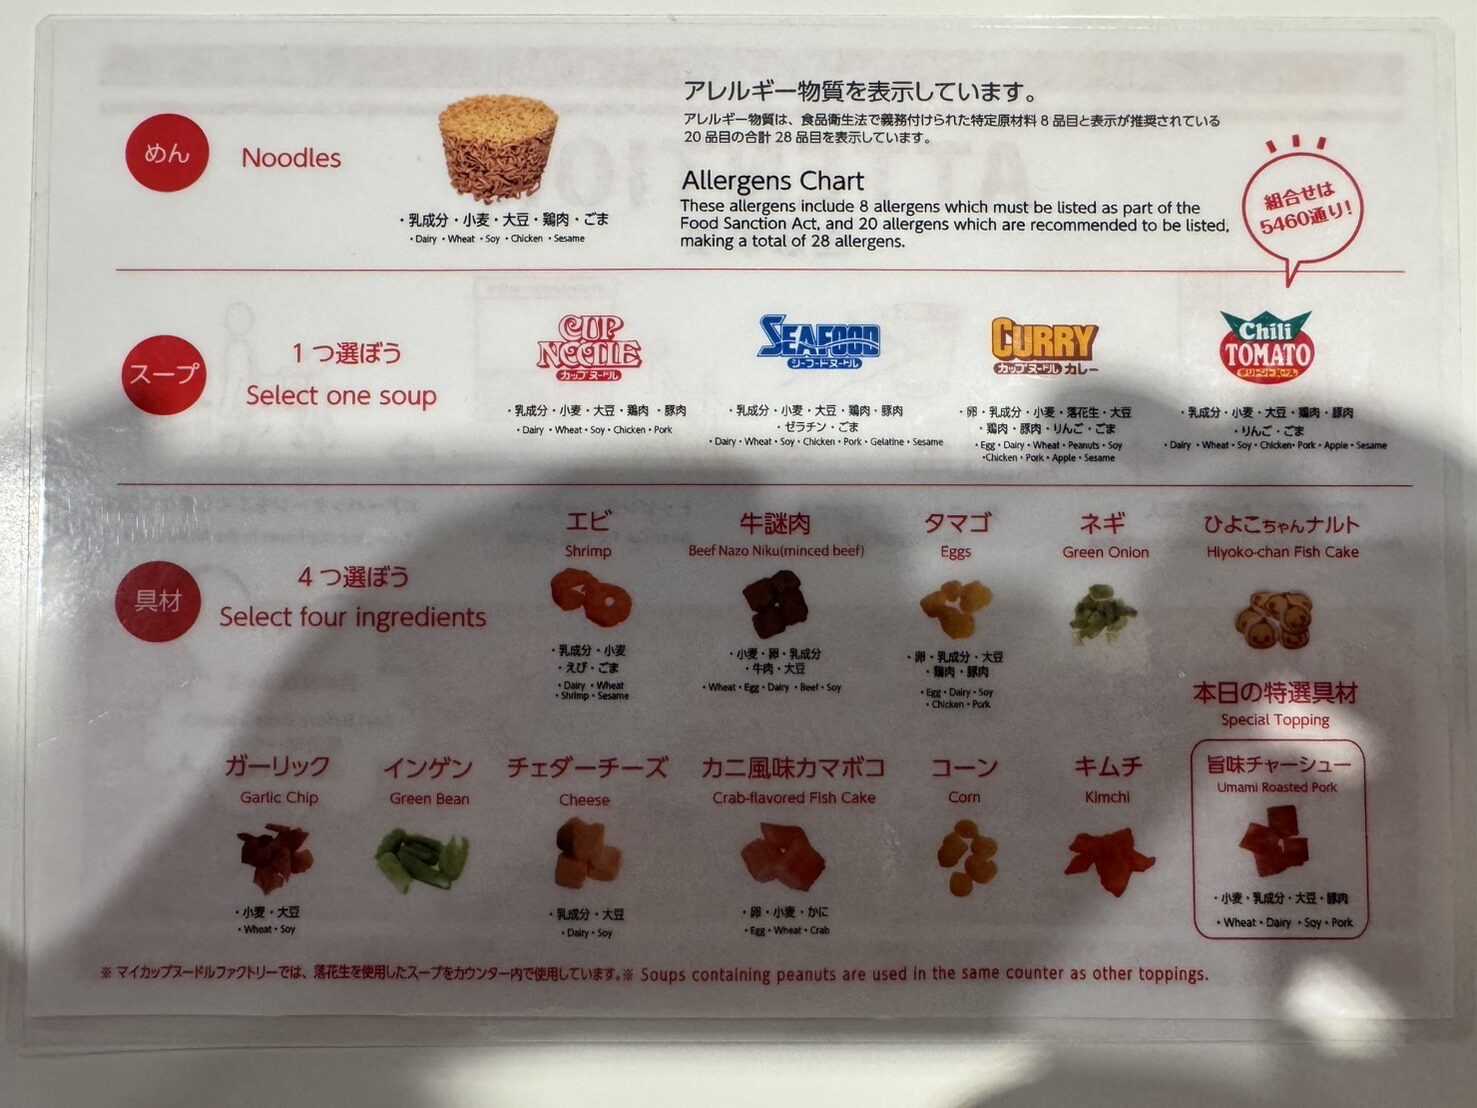 めん
Noodles
・乳成分・小麦・大豆・鶏肉・ごま
・Dairy ・Wheat ・Soy ・Chicken ・Sesame
アレルギー物質を表示しています。
アレルギー物質は、食品衛生法で義務付けられた特定原材料8品目と表示が推奨されている
20品目の合計28品目を表示しています。
Allergens Chart
These allergens include 8 allergens which must be listed as part of the
Food Sanction Act, and 20 allergens which are recommended to be listed,
making a total of 28 allergens.
組合せは
5460通り!
スープ
1つ選ぼう
Select one soup
CUP
NOODLE
カップヌードル
・乳成分・小麦・大豆・鶏肉・豚肉
・Dairy ・Wheat・Soy・Chicken・Pork
SEAFOOD
シーフードヌードル
・乳成分・小麦・大豆・鶏肉・豚肉
・ゼラチン・ごま
・Dairy・Wheat・Soy・Chicken・Pork・Gelatine・Sesame
CURRY
カップヌードル カレー
・卵・乳成分・小麦・落花生・大豆
・鶏肉・豚肉・りんご・ごま
・Egg・Dairy・Wheat・Peanuts・Soy
・Chicken・Pork・Apple・Sesame
Chili
TOMATO
チリトマトヌードル
・乳成分・小麦・大豆・鶏肉・豚肉
・りんご・ごま
・Dairy ・Wheat・Soy・Chicken・Pork・Apple・Sesame
具材
4つ選ぼう
Select four ingredients
エビ
Shrimp
・乳成分・小麦
・えび・ごま
・Dairy ・Wheat
・Shrimp・Sesame
牛謎肉
Beef Nazo Niku(minced beef)
・小麦・卵・乳成分
・牛肉・大豆
・Wheat・Egg・Dairy ・Beef・Soy
タマゴ
Eggs
・卵・乳成分・大豆
・鶏肉・豚肉
・Egg・Dairy・Soy
・Chicken・Pork
ネギ
Green Onion
ひよこちゃんナルト
Hiyoko-chan Fish Cake
ガーリック
Garlic Chip
・小麦・大豆
・Wheat・Soy
インゲン
Green Bean
チェダーチーズ
Cheese
・乳成分・大豆
・Dairy・Soy
カニ風味カマボコ
Crab-flavored Fish Cake
・卵・小麦・かに
・Egg・Wheat・Crab
コーン
Corn
キムチ
Kimchi
本日の特選具材
Special Topping
旨味チャーシュー
Umami Roasted Pork
・小麦・乳成分・大豆・豚肉
・Wheat・Dairy ・Soy・Pork
※ マイカップヌードルファクトリーでは、落花生を使用したスープをカウンター内で使用しています。※ Soups containing peanuts are used in the same counter as other toppings.